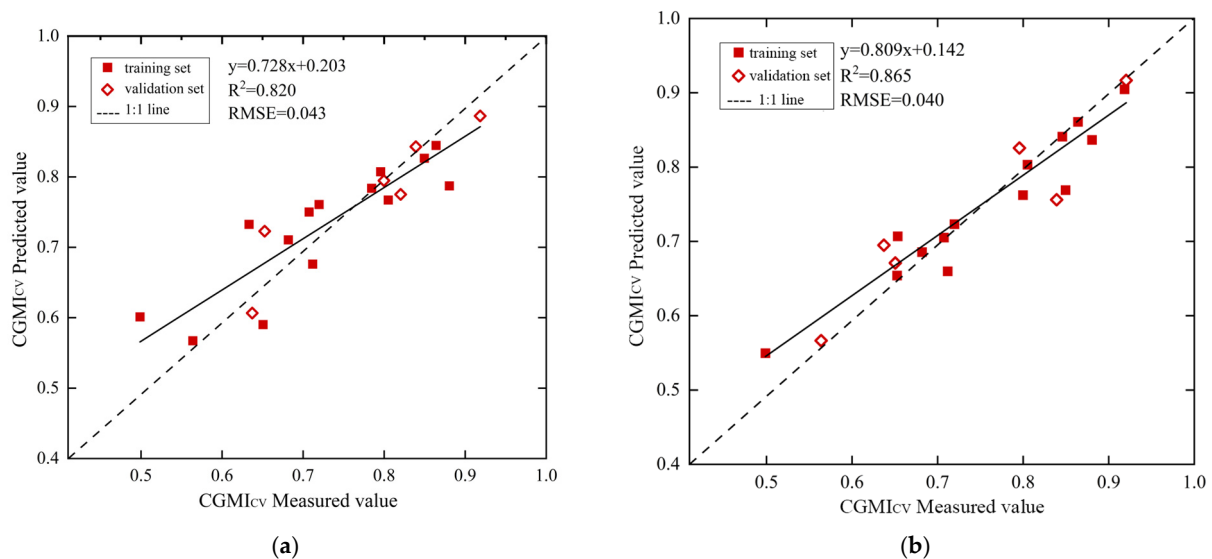 1.0
0.9
0.8
0.7
0.6
0.5
0.4
CGMICV Predicted value
training set
validation set
1:1 line
y=0.728x+0.203
R2=0.820
RMSE=0.043
0.5 0.6 0.7 0.8 0.9 1.0
CGMICV Measured value
(a)
1.0
0.9
0.8
0.7
0.6
0.5
0.4
CGMICV Predicted value
training set
validation set
1:1 line
y=0.809x+0.142
R2=0.865
RMSE=0.040
0.5 0.6 0.7 0.8 0.9 1.0
CGMICV Measured value
(b)